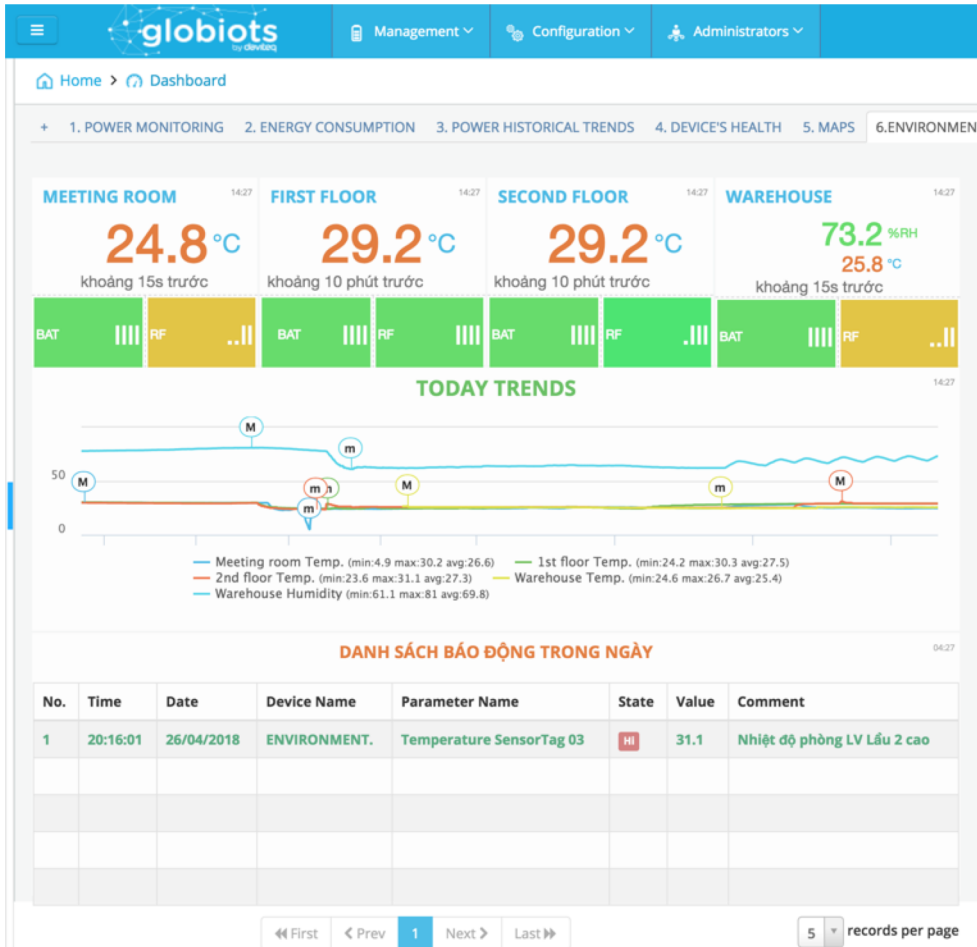 globiots
by deviteq
Management
Configuration
Administrators
Home > Dashboard
+ 1. POWER MONITORING 2. ENERGY CONSUMPTION 3. POWER HISTORICAL TRENDS 4. DEVICE'S HEALTH 5. MAPS 6.ENVIRONMEN
MEETING ROOM 14:27
24.8 °C
khoảng 15s trước
BAT RF
FIRST FLOOR 14:27
29.2 °C
khoảng 10 phút trước
BAT RF
SECOND FLOOR 14:27
29.2 °C
khoảng 10 phút trước
BAT RF
WAREHOUSE 14:27
73.2 %RH
25.8 °C
khoảng 15s trước
BAT RF
TODAY TRENDS 14:27
M
m
50
M
m
M
m
M
m
0
Meeting room Temp. (min:4.9 max:30.2 avg:26.6) 1st floor Temp. (min:24.2 max:30.3 avg:27.5)
2nd floor Temp. (min:23.6 max:31.1 avg:27.3) Warehouse Temp. (min:24.6 max:26.7 avg:25.4)
Warehouse Humidity (min:61.1 max:81 avg:69.8)
DANH SÁCH BÁO ĐỘNG TRONG NGÀY 04:27
No. Time Date Device Name Parameter Name State Value Comment
1 20:16:01 26/04/2018 ENVIRONMENT. Temperature SensorTag 03 HI 31.1 Nhiệt độ phòng LV Lầu 2 cao
First Prev 1 Next Last 5 records per page